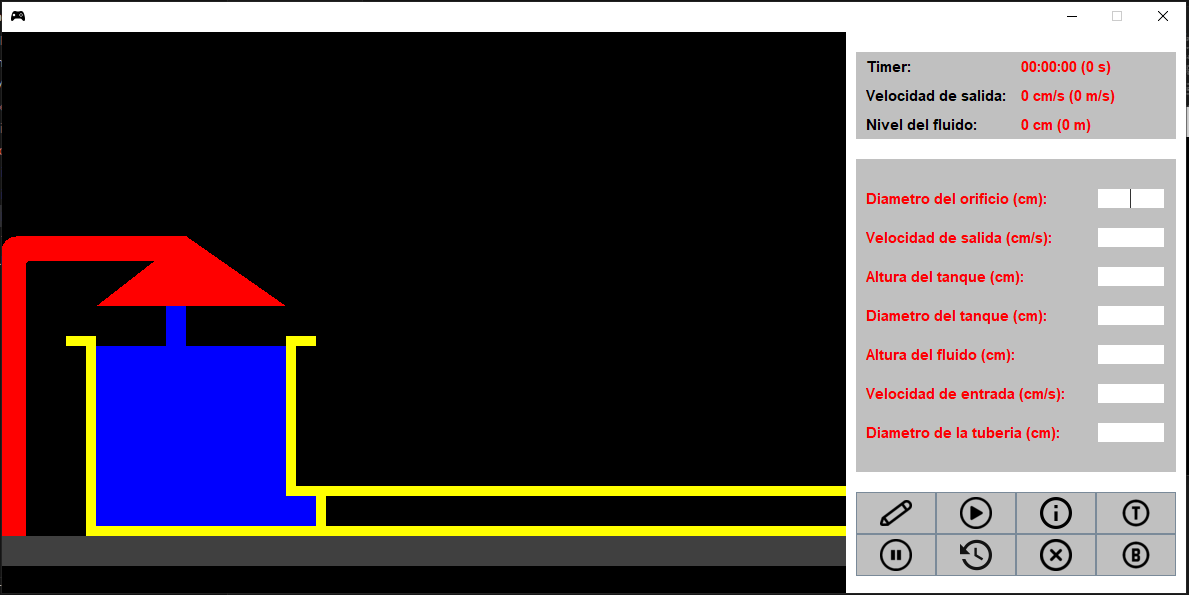 Timer: 00:00:00 (0 s)
Velocidad de salida: 0 cm/s (0 m/s)
Nivel del fluido: 0 cm (0 m)
Diametro del orificio (cm):
Velocidad de salida (cm/s):
Altura del tanque (cm):
Diametro del tanque (cm):
Altura del fluido (cm):
Velocidad de entrada (cm/s):
Diametro de la tuberia (cm):
T
B